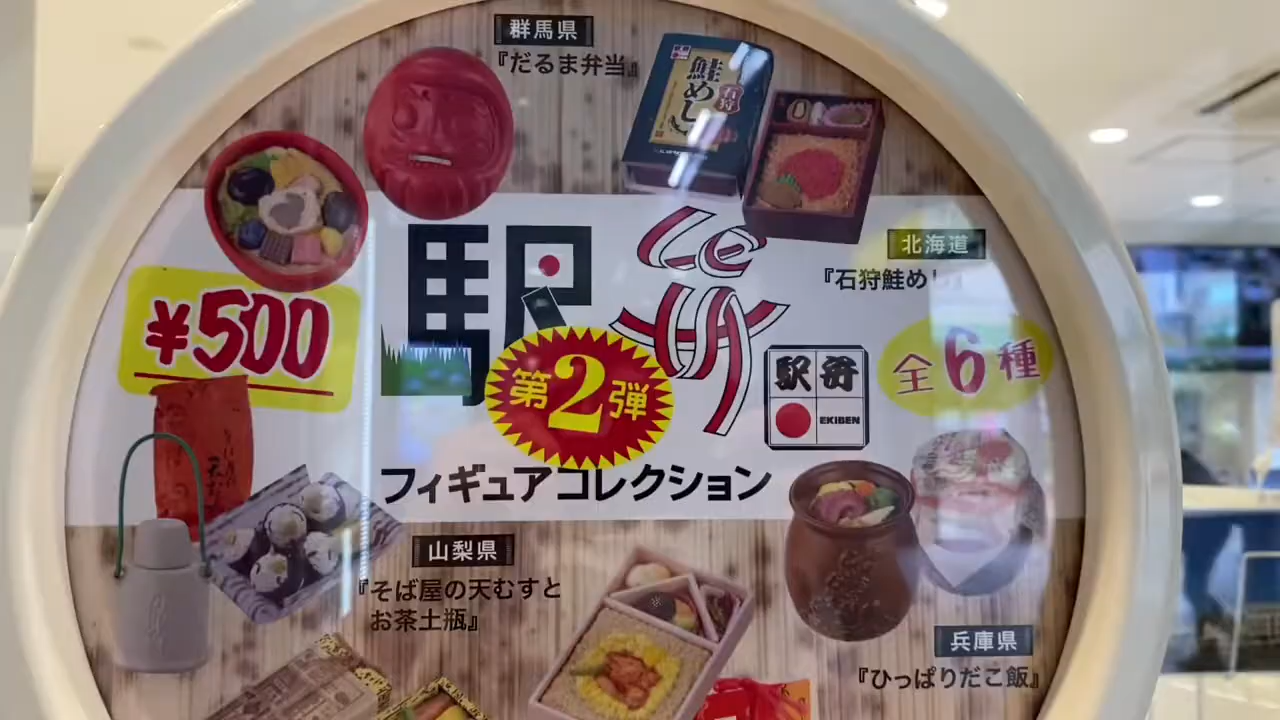 群馬県
『だるま弁当』
石狩
鮭めし
駅弁
北海道
『石狩鮭めし』
¥500
第2弾
駅弁
EKIBEN
全6種
フィギュアコレクション
山梨県
『そば屋の天むすと
お茶土瓶』
兵庫県
『ひっぱりだこ飯』